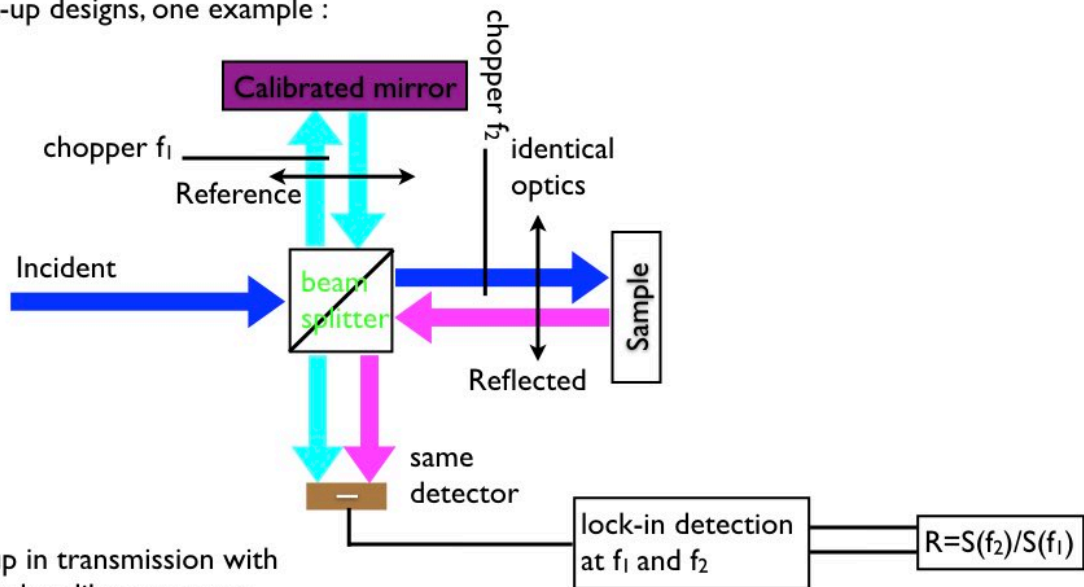 -up designs, one example :
chopper f₂
Calibrated mirror
chopper f₁
identical
optics
Reference
Incident
beam
splitter
Sample
Reflected
same
detector
lock-in detection
at f₁ and f₂
R=S(f₂)/S(f₁)
up in transmission with